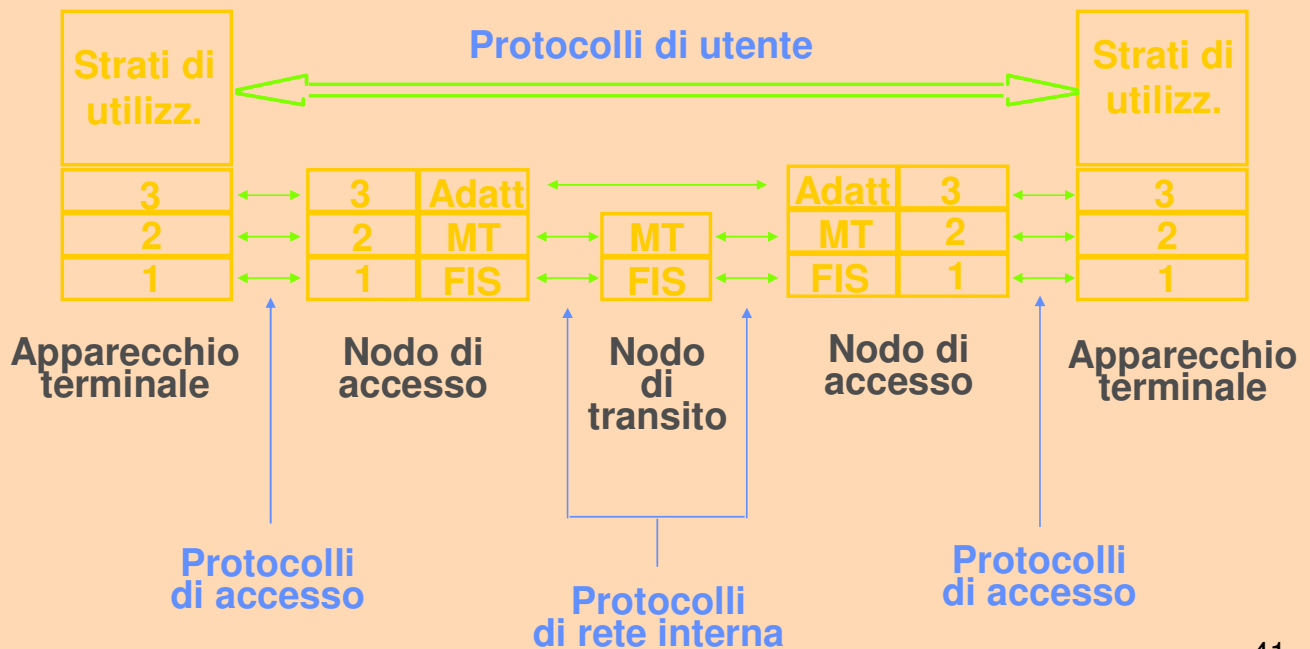 Protocolli di utente
Strati di
utilizz.
Strati di
utilizz.
3
3 Adatt
Adatt 3
3
2
2 MT
MT
MT 2
2
1
1 FIS
FIS
FIS 1
1
Apparecchio
terminale
Nodo di
accesso
Nodo
di
transito
Nodo di
accesso
Apparecchio
terminale
Protocolli
di accesso
Protocolli
di rete interna
Protocolli
di accesso